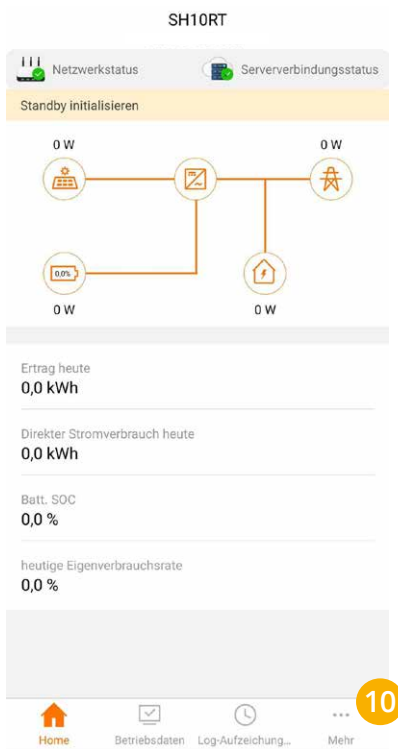 SH10RT
Netzwerkstatus
Serververbindungsstatus
Standby initialisieren
0 W
0 W
0,0%
0 W
0 W
Ertrag heute
0,0 kWh
Direkter Stromverbrauch heute
0,0 kWh
Batt. SOC
0,0 %
heutige Eigenverbrauchsrate
0,0 %
10
Home
Betriebsdaten
Log-Aufzeichung...
Mehr